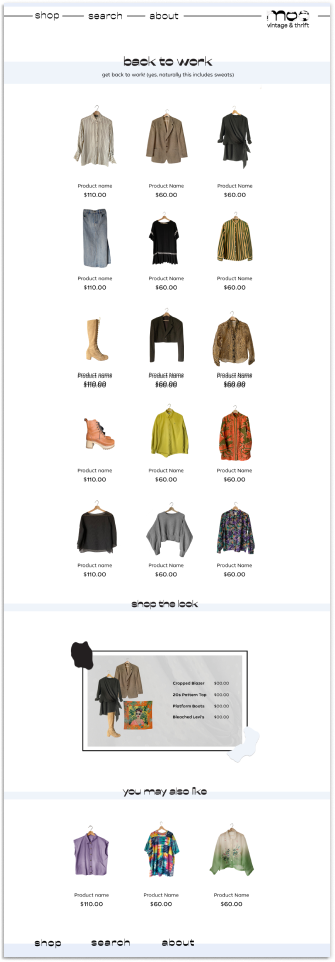 shop search about
moe
vintage & thrift
back to work
get back to work! (yes, naturally this includes sweats)
Product name Product Name Product Name
$110.00 $60.00 $60.00
Product name Product Name Product Name
$110.00 $60.00 $60.00
Product name Product Name Product Name
$110.00 $60.00 $60.00
Product name Product Name Product Name
$110.00 $60.00 $60.00
Product name Product Name Product Name
$110.00 $60.00 $60.00
shop the look
Cropped Blazer $00.00
20s Pattern Top $00.00
Platform Boots $00.00
Bleached Levi's $00.00
you may also like
Product name Product Name Product Name
$110.00 $60.00 $60.00
shop search about